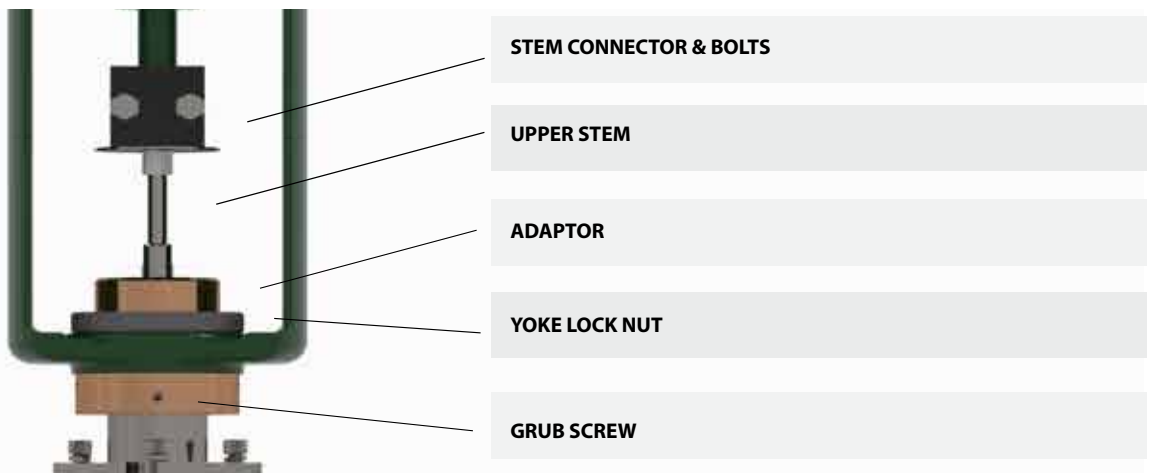 STEM CONNECTOR & BOLTS
UPPER STEM
ADAPTOR
YOKE LOCK NUT
GRUB SCREW